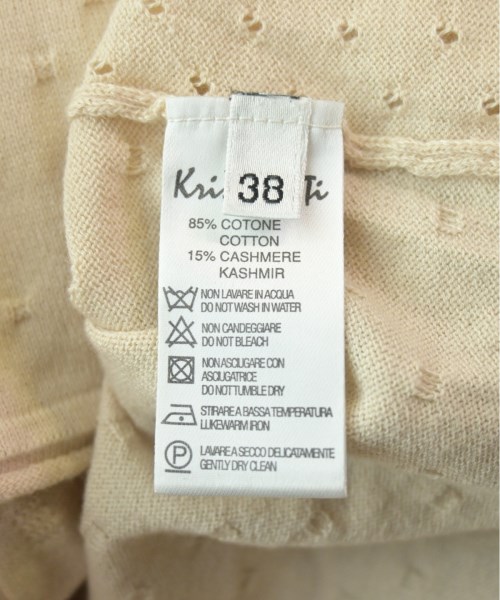 38
85% COTONE
COTTON
15% CASHMERE
KASHMIR
NON LAVARE IN ACQUA
DO NOT WASH IN WATER
NON CANDEGGIARE
DO NOT BLEACH
NON ASCIUGARE CON
ASCIUGATRICE
DO NOT TUMBLE DRY
STIRARE A BASSA TEMPERATURA
LUKEWARM IRON
P
LAVARE A SECCO DELICATAMENTE
GENTLY DRY CLEAN